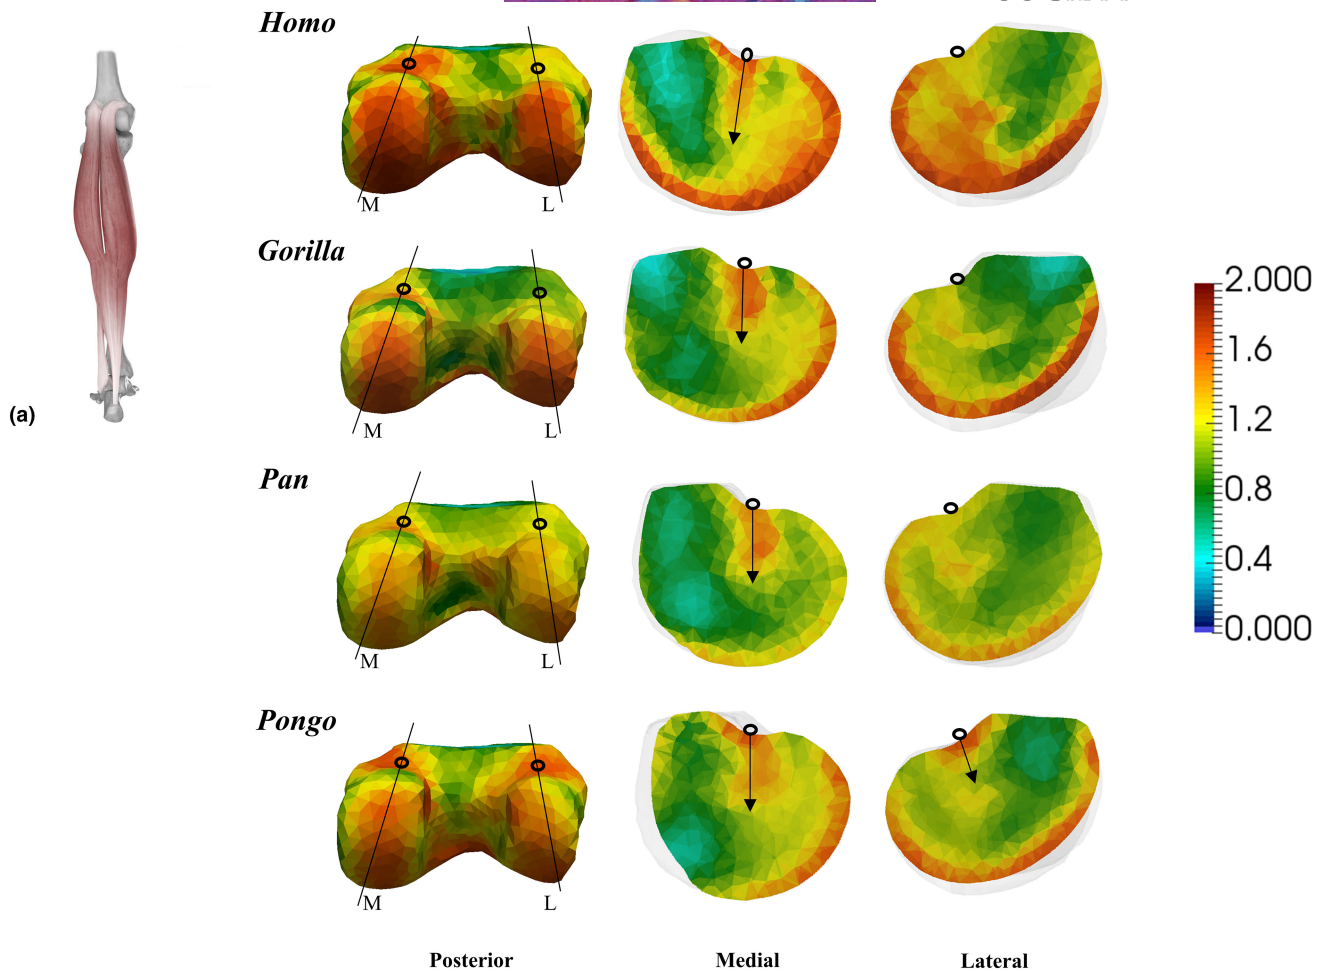 Homo
M
L
Gorilla
M
L
2.000
1.6
1.2
0.8
0.4
0.000
(a)
Pan
M
L
Pongo
M
L
Posterior
Medial
Lateral